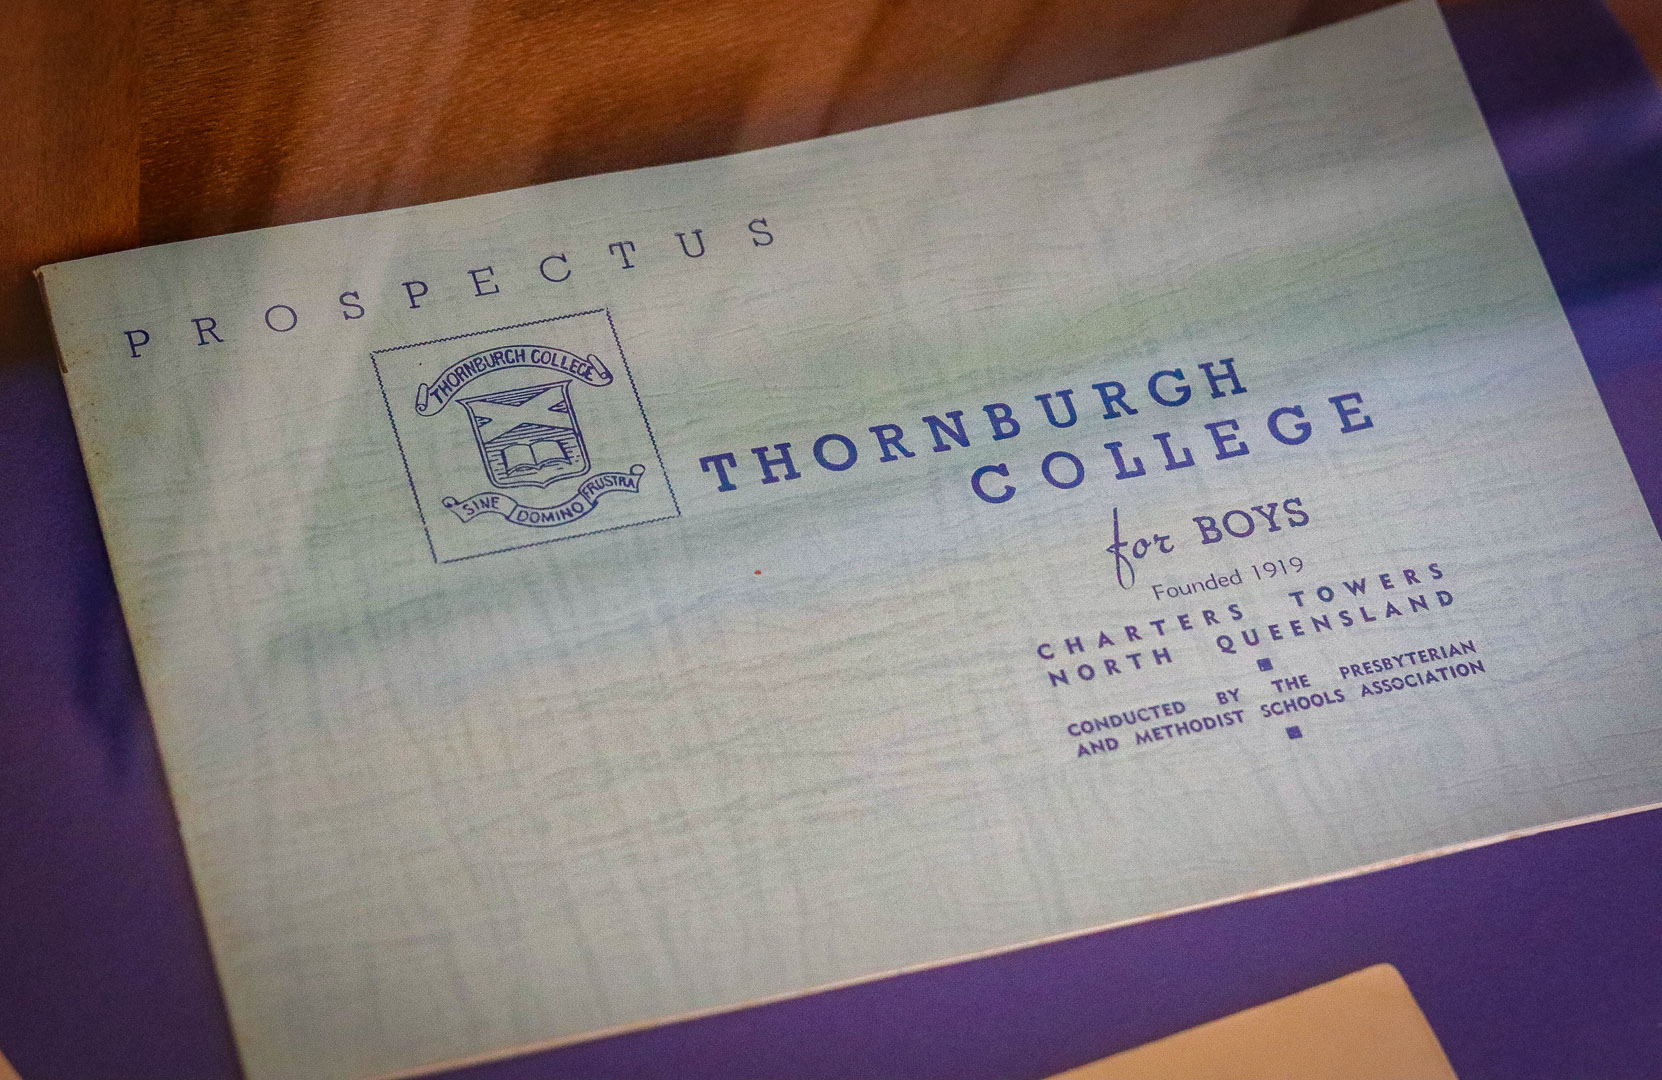 PROSPECTUS
THORNBURGH COLLEGE
SINE DOMINO FRUSTRA
THORNBURGH
COLLEGE
for BOYS
Founded 1919
CHARTERS TOWERS
NORTH QUEENSLAND
CONDUCTED BY THE PRESBYTERIAN
AND METHODIST SCHOOLS ASSOCIATION